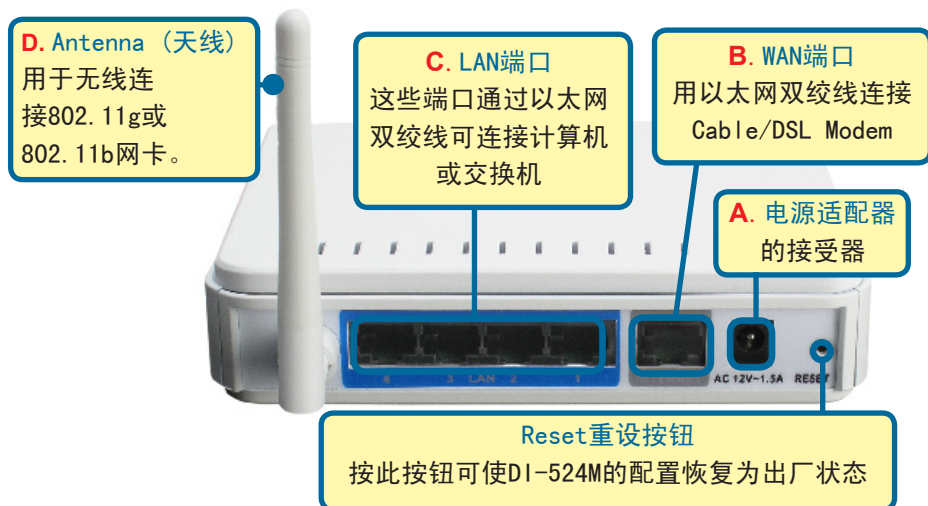 D. Antenna (天线)
用于无线连
接802.11g或
802.11b网卡。
C. LAN端口
这些端口通过以太网
双绞线可连接计算机
或交换机
B. WAN端口
用以太网双绞线连接
Cable/DSL Modem
A. 电源适配器
的接受器
4 3 LAN 2 1
AC 12V-1.5A RESET
Reset重设按钮
按此按钮可使DI-524M的配置恢复为出厂状态